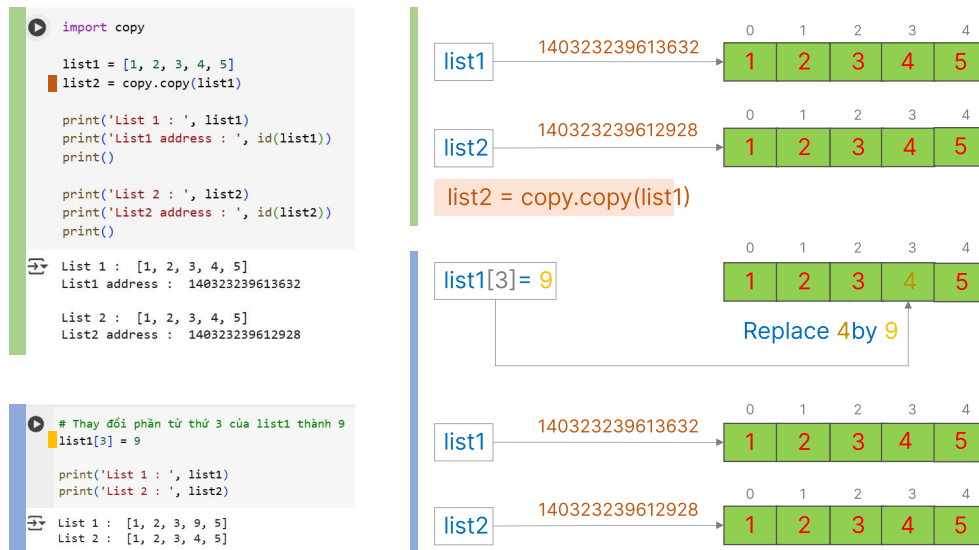 import copy
list1 = [1, 2, 3, 4, 5]
list2 = copy.copy(list1)
print('List 1 : ', list1)
print('List1 address : ', id(list1))
print()
print('List 2 : ', list2)
print('List2 address : ', id(list2))
print()
List 1 :  [1, 2, 3, 4, 5]
List1 address :  140323239613632
List 2 :  [1, 2, 3, 4, 5]
List2 address :  140323239612928
# Thay đổi phần tử thứ 3 của list1 thành 9
list1[3] = 9
print('List 1 : ', list1)
print('List 2 : ', list2)
List 1 :  [1, 2, 3, 9, 5]
List 2 :  [1, 2, 3, 4, 5]
0 1 2 3 4
list1 140323239613632 1 2 3 4 5
0 1 2 3 4
list2 140323239612928 1 2 3 4 5
list2 = copy.copy(list1)
0 1 2 3 4
list1[3]= 9 1 2 3 4 5
Replace 4by 9
0 1 2 3 4
list1 140323239613632 1 2 3 4 5
0 1 2 3 4
list2 140323239612928 1 2 3 4 5